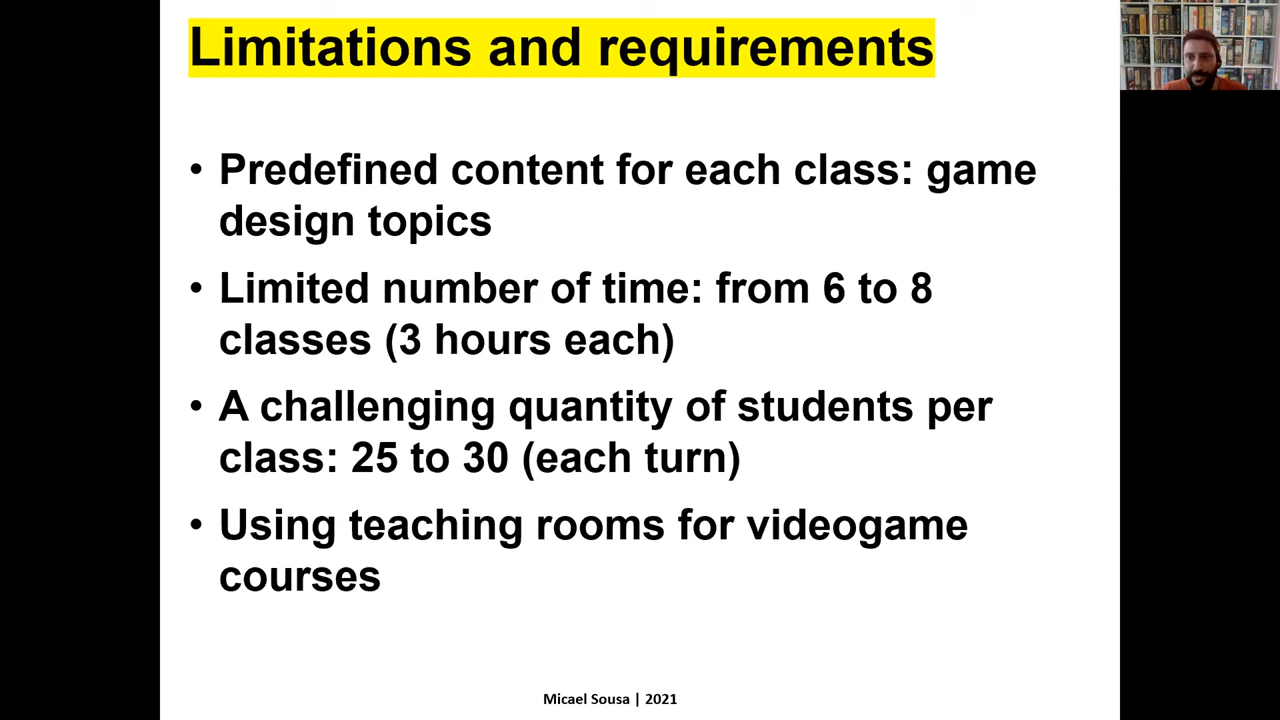 Limitations and requirements
• Predefined content for each class: game
design topics
• Limited number of time: from 6 to 8
classes (3 hours each)
• A challenging quantity of students per
class: 25 to 30 (each turn)
• Using teaching rooms for videogame
courses
Micael Sousa | 2021